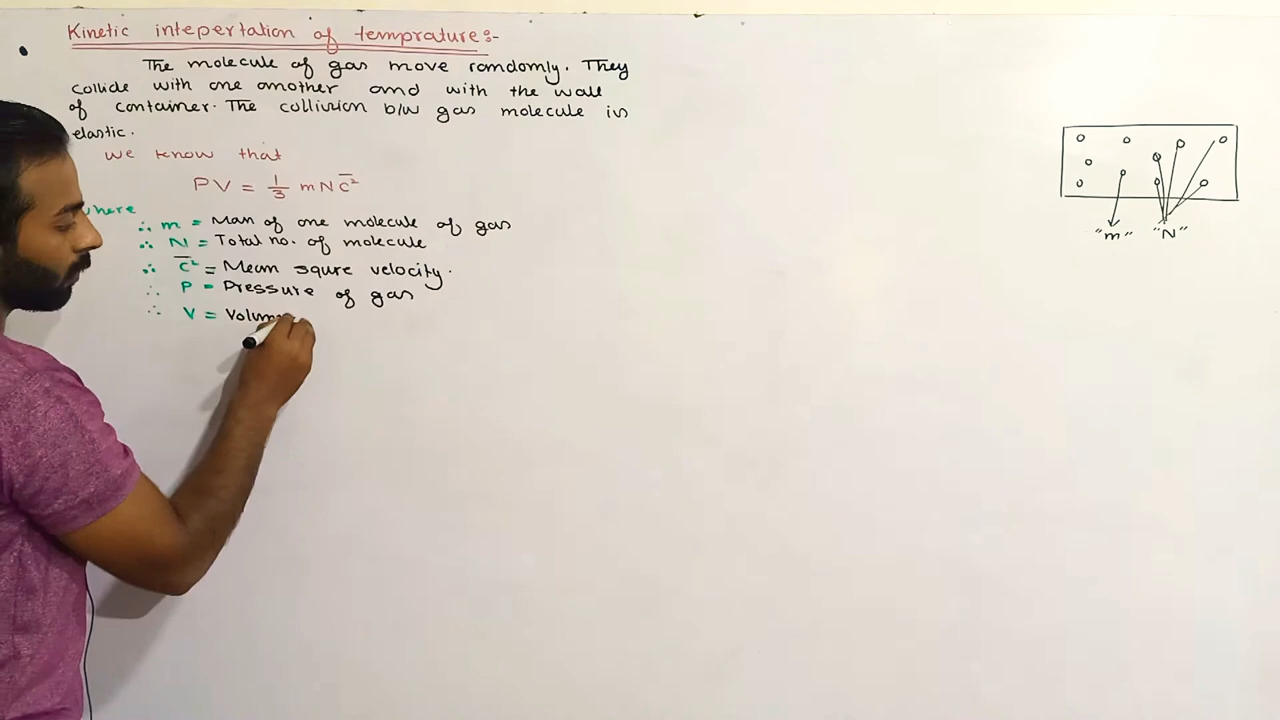 Kinetic intepertation of temprature:-
The molecule of gas move randomly. They
collide with one another and with the wall
of container. The collision b/w gas molecule is
elastic.
we know that
PV = 1/3 mNc̅²
where
∴ m = Mass of one molecule of gas
∴ N = Total no. of molecule
∴ c̅² = Mean squre velocity.
∴ P = Pressure of gas
∴ V = Volum
"m" "N"